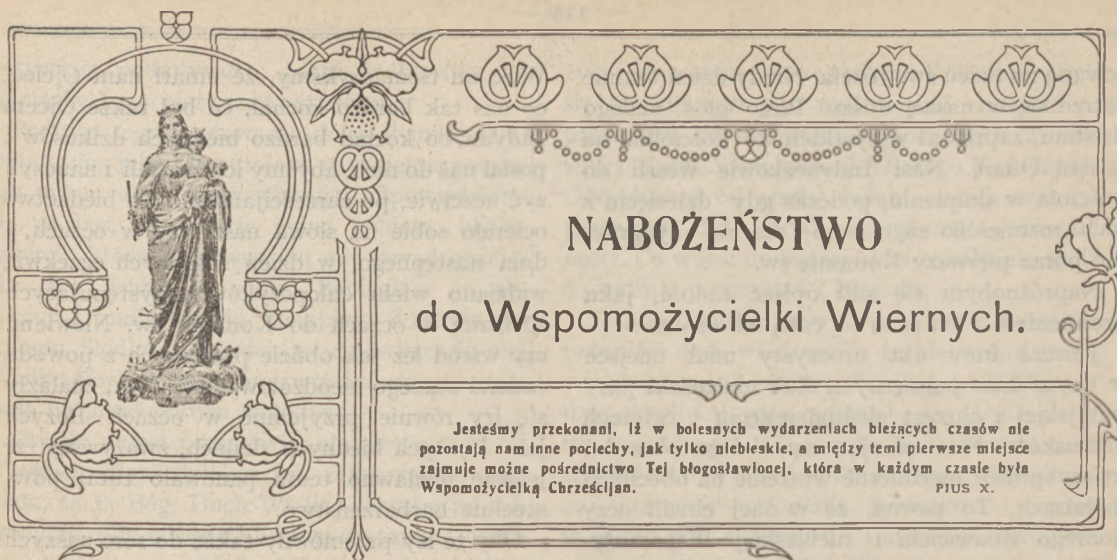 NABOŻEŃSTWO
do Wspomożycielki Wiernych.
Jesteśmy przekonani, iż w bolesnych wydarzeniach bieżących czasów nie
pozostają nam inne pociechy, jak tylko niebieskie, a między temi pierwsze miejsce
zajmuje możne pośrednictwo Tej błogosławionej, która w każdym czasie była
Wspomożycielką Chrześcijan. PIUS X.